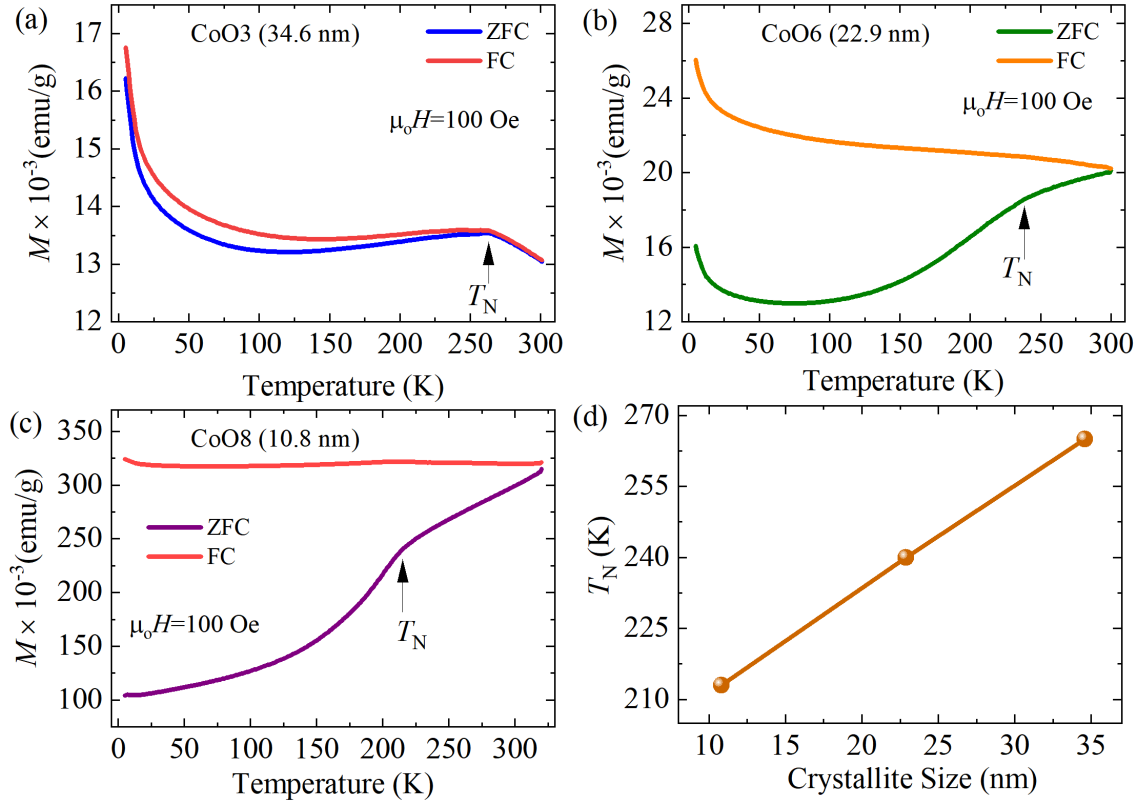 (a)
CoO3 (34.6 nm)
ZFC
FC
μₒH=100 Oe
T_N
17
16
15
14
13
12
M × 10⁻³(emu/g)
0 50 100 150 200 250 300
Temperature (K)
(b)
CoO6 (22.9 nm)
ZFC
FC
μₒH=100 Oe
T_N
28
24
20
16
12
M × 10⁻³(emu/g)
0 50 100 150 200 250 300
Temperature (K)
(c)
CoO8 (10.8 nm)
ZFC
FC
μₒH=100 Oe
T_N
350
300
250
200
150
100
M × 10⁻³(emu/g)
0 50 100 150 200 250 300
Temperature (K)
(d)
270
255
240
225
210
T_N (K)
10 15 20 25 30 35
Crystallite Size (nm)